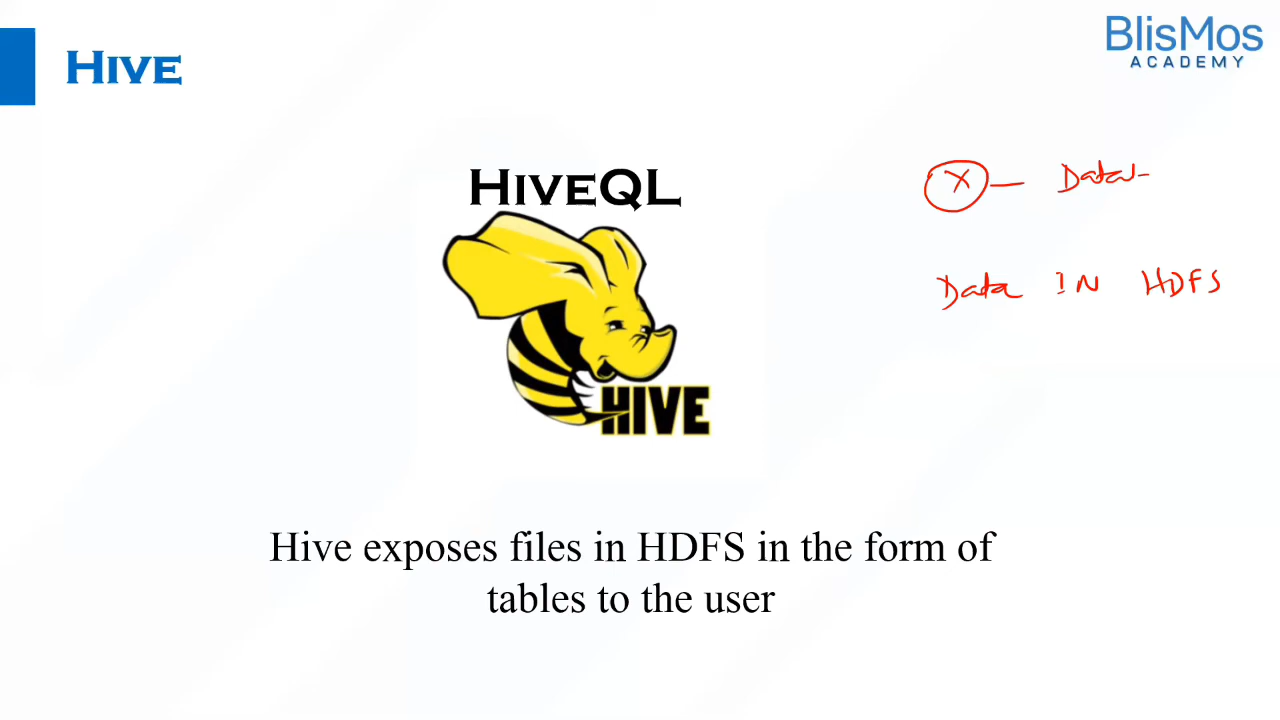 BlisMos
ACADEMY
HIVE
HIVEQL
X — Data
Data IN HDFS
HIVE
Hive exposes files in HDFS in the form of
tables to the user